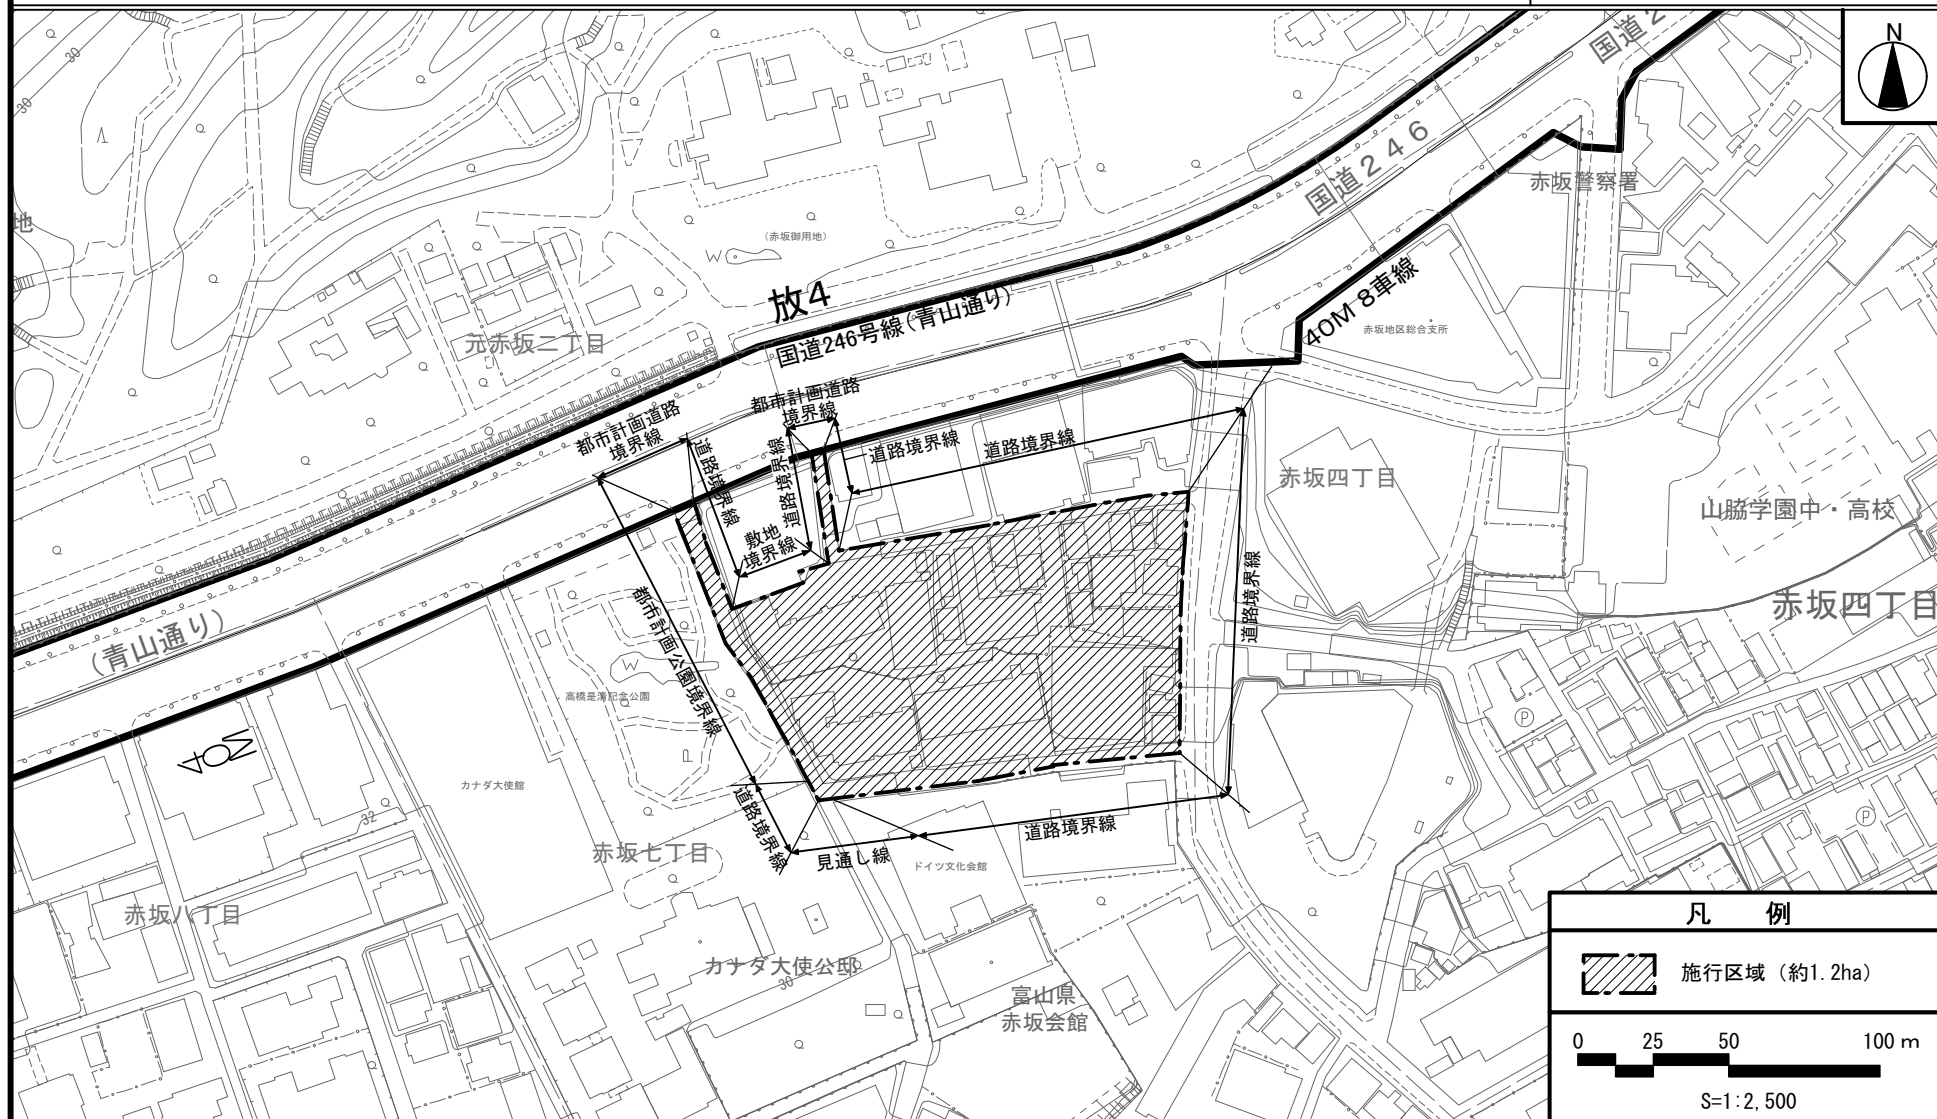 国道2
N
30
30
国道246
赤坂警察署
地
(赤坂御用地)
W
放4
国道246号線(青山通り)
40M 8車線
赤坂地区総合支所
元赤坂二丁目
都市計画道路
境界線
都市計画道路
境界線
道路境界線
道路境界線
道路境界線
道路境界線
敷地
境界線
赤坂四丁目
山脇学園中・高校
道路境界線
赤坂四丁目
(青山通り)
都市計画公園境界線
W
高橋是清記念公園
40M
カナダ大使館
32
道路境界線
見通し線
道路境界線
ドイツ文化会館
赤坂七丁目
赤坂八丁目
カナダ大使公邸
30
富山県
赤坂会館
P
P
凡 例
施行区域(約1.2ha)
0 25 50 100 m
S=1:2,500